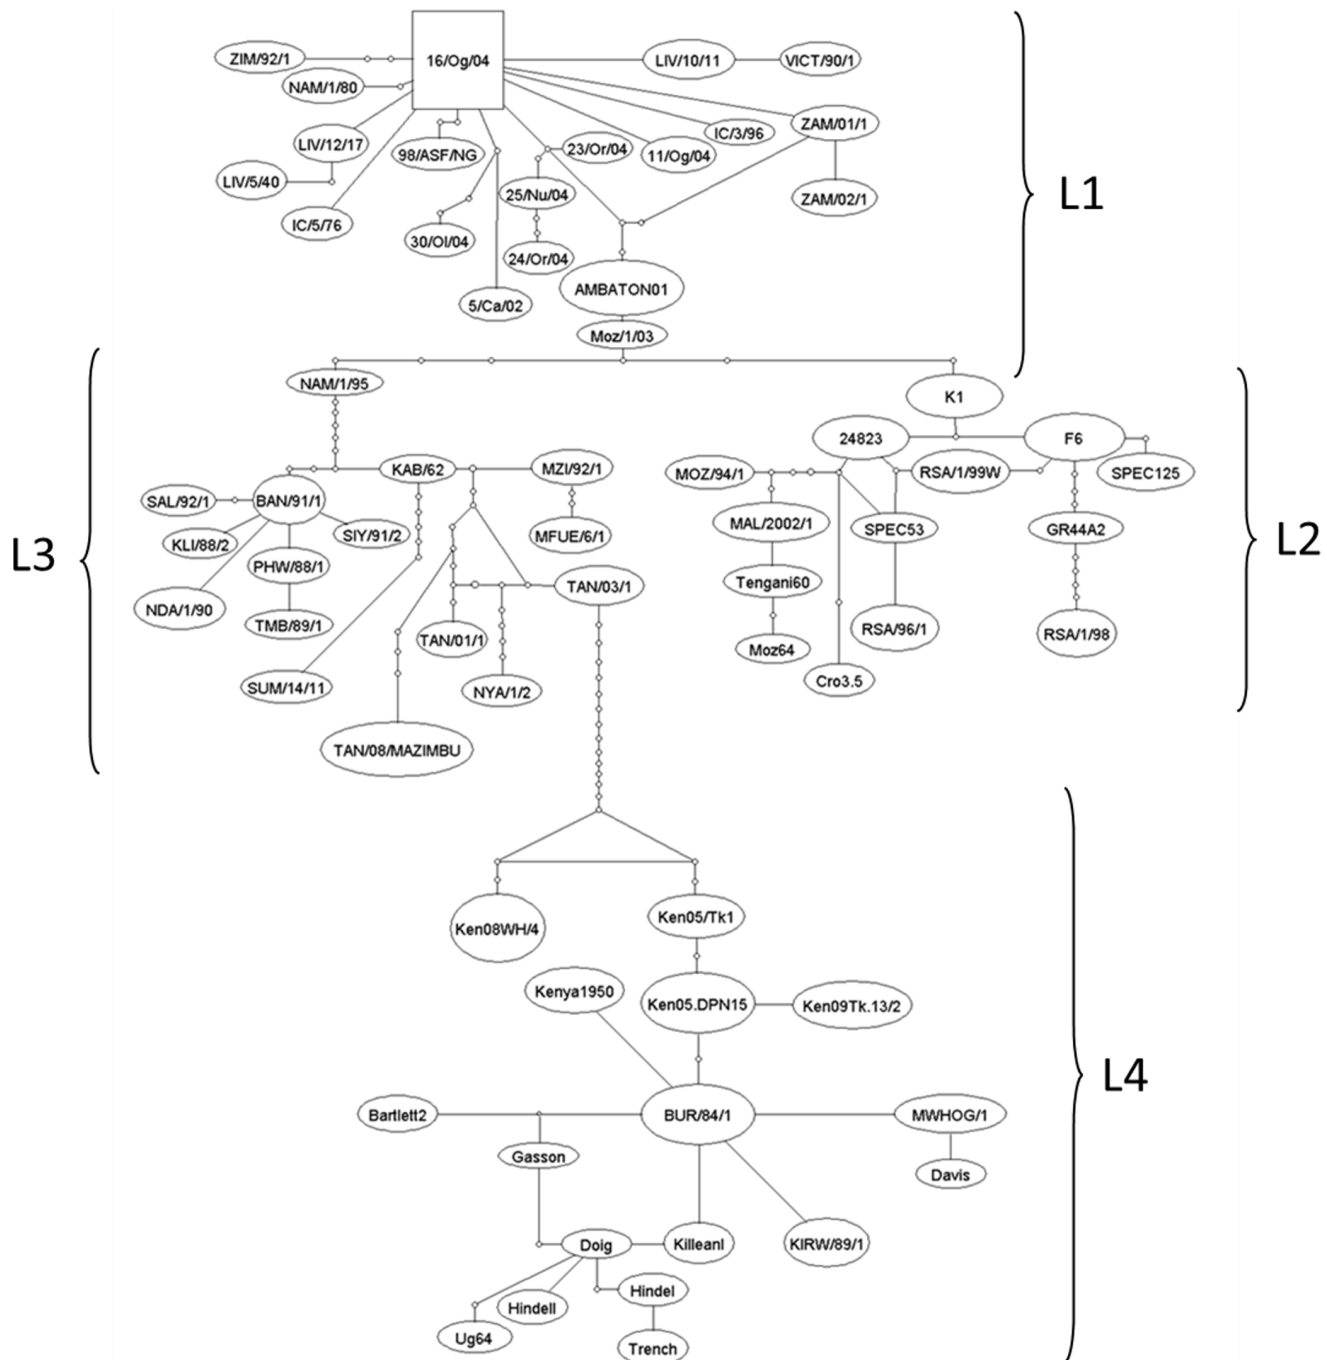 16/Og/04
ZIM/92/1
LIV/10/11
VICT/90/1
NAM/1/80
ZAM/01/1
IC/3/96
LIV/12/17
98/ASF/NG
23/Or/04
11/Og/04
LIV/5/40
25/Nu/04
ZAM/02/1
L1
IC/5/76
30/Ol/04
24/Or/04
AMBATON01
5/Ca/02
Moz/1/03
NAM/1/95
K1
24823
F6
KAB/62
MZI/92/1
MOZ/94/1
RSA/1/99W
SPEC125
SAL/92/1
BAN/91/1
MAL/2002/1
SPEC53
GR44A2
KLI/88/2
SIY/91/2
MFUE/6/1
L3
L2
PHW/88/1
TAN/03/1
Tengani60
NDA/1/90
TMB/89/1
TAN/01/1
RSA/96/1
RSA/1/98
Moz64
SUM/14/11
NYA/1/2
Cro3.5
TAN/08/MAZIMBU
Ken08WH/4
Ken05/Tk1
Kenya1950
Ken05.DPN15
Ken09Tk.13/2
L4
Bartlett2
BUR/84/1
MWHOG/1
Gasson
Davis
Doig
KilleanI
KIRW/89/1
HindeI
HindeII
Ug64
Trench